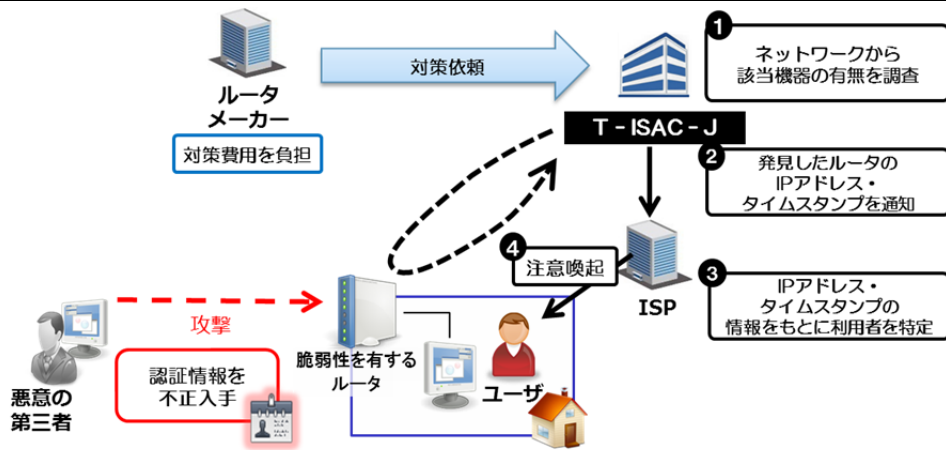 対策依頼
ルータ
メーカー
対策費用を負担
T-ISAC-J
1
ネットワークから
該当機器の有無を調査
2
発見したルータの
IPアドレス・
タイムスタンプを通知
ISP
3
IPアドレス・
タイムスタンプの
情報をもとに利用者を特定
4
注意喚起
攻撃
悪意の
第三者
認証情報を
不正入手
脆弱性を有する
ルータ
ユーザ